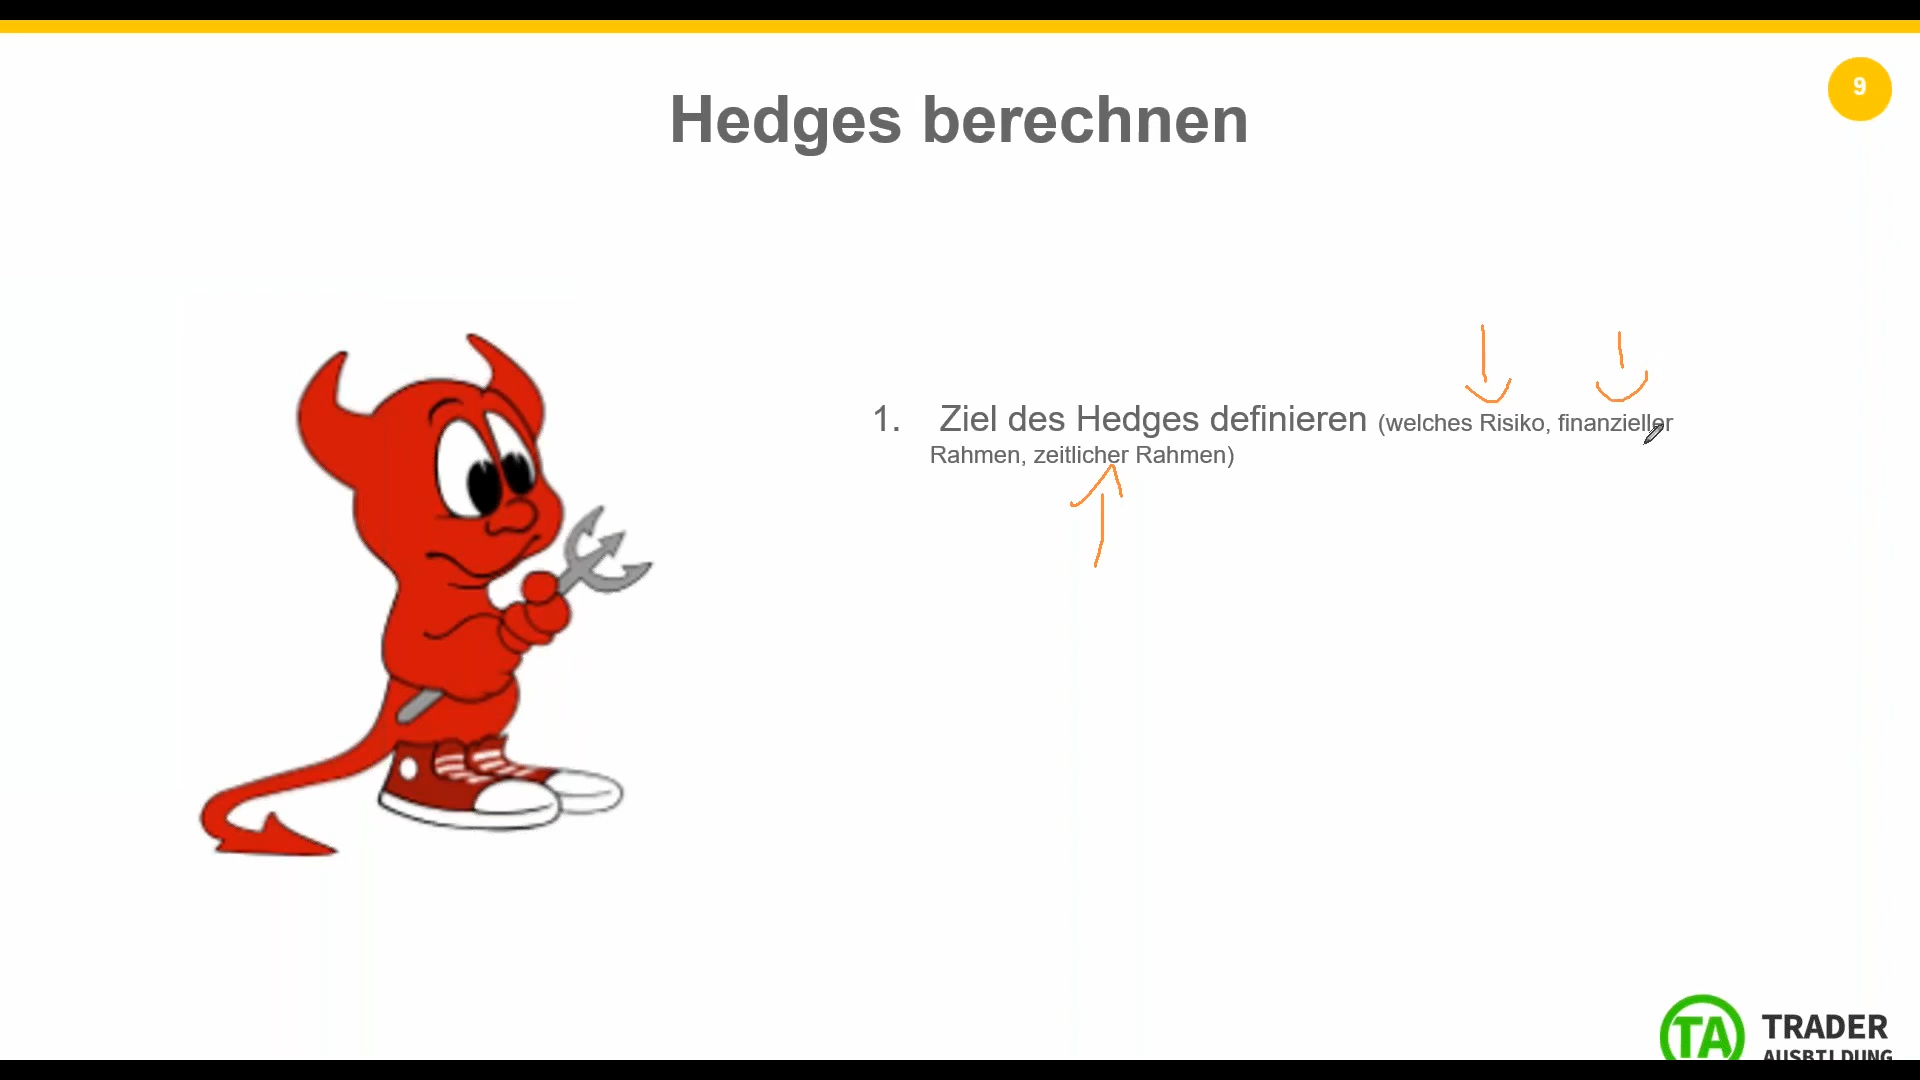 9
Hedges berechnen
1. Ziel des Hedges definieren (welches Risiko, finanzieller
Rahmen, zeitlicher Rahmen)
TA TRADER
AUSBILDUNG